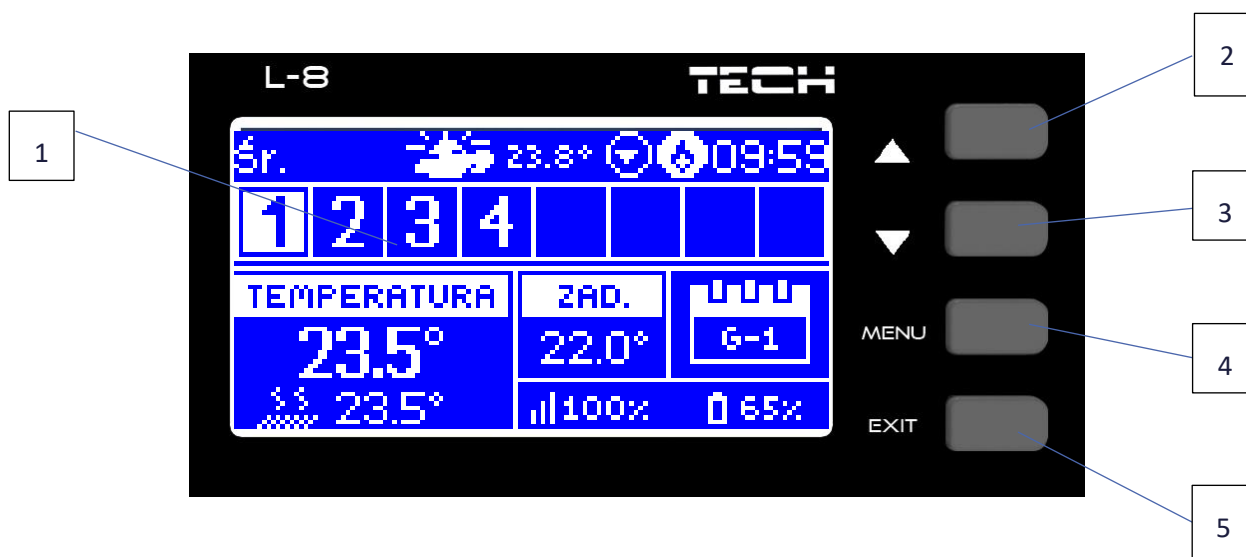 2
L-8 TECH
1
Śr. 23.8° 09:59
3
1 2 3 4
TEMPERATURA ZAD.
23.5° 22.0° G-1
MENU
4
23.5° 100% 65%
EXIT
5